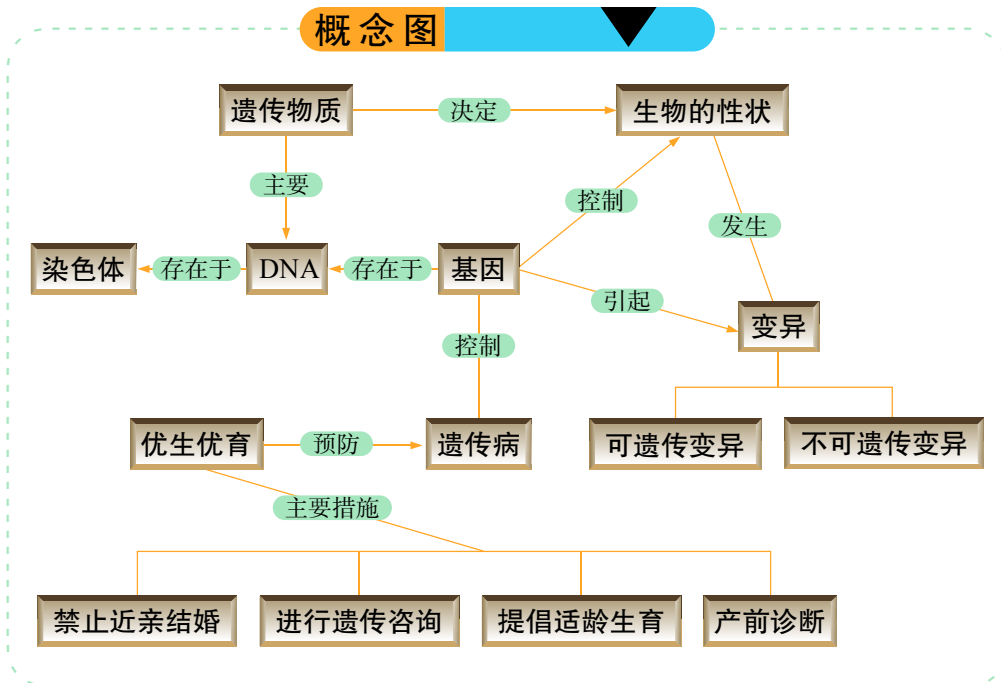 概念图
遗传物质
决定
生物的性状
主要
控制
发生
染色体
存在于
DNA
存在于
基因
引起
变异
控制
优生优育
预防
遗传病
可遗传变异
不可遗传变异
主要措施
禁止近亲结婚
进行遗传咨询
提倡适龄生育
产前诊断